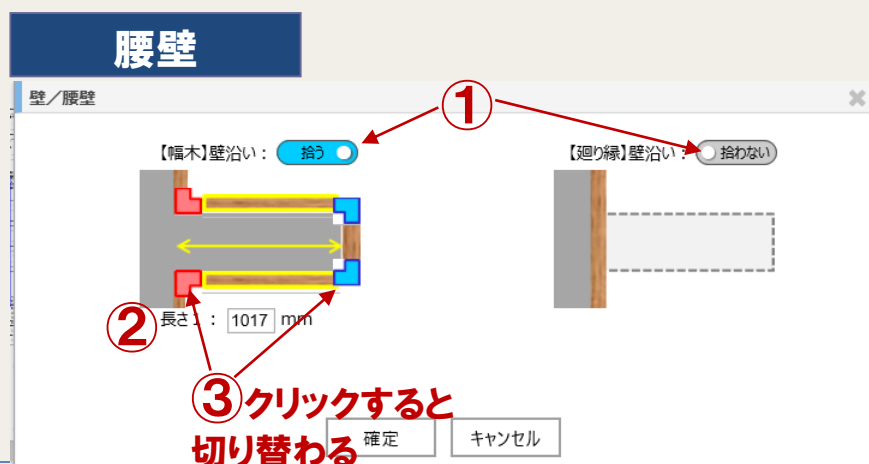 腰壁
壁/腰壁
①
【幅木】壁沿い： 拾う
【廻り縁】壁沿い： 拾わない
② 長さ1： 1017 mm
③クリックすると
切り替わる
確定 キャンセル